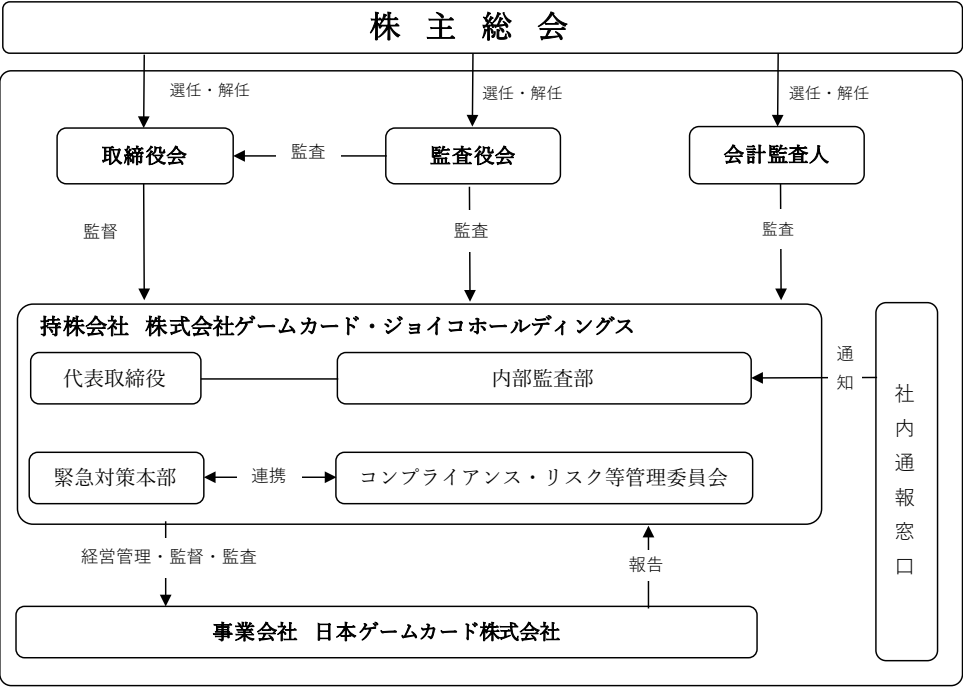 株 主 総 会
選任・解任
選任・解任
選任・解任
取締役会
監査
監査役会
会計監査人
監督
監査
監査
持株会社 株式会社ゲームカード・ジョイコホールディングス
代表取締役
内部監査部
通知
社内通報窓口
緊急対策本部
連携
コンプライアンス・リスク等管理委員会
経営管理・監督・監査
報告
事業会社 日本ゲームカード株式会社